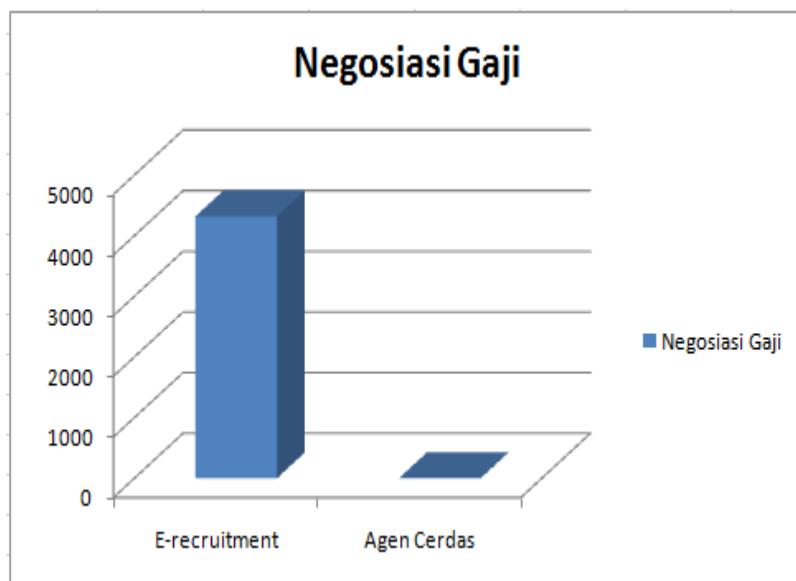 Negosiasi Gaji
5000
4000
3000
2000
1000
0
E-recruitment
Agen Cerdas
Negosiasi Gaji